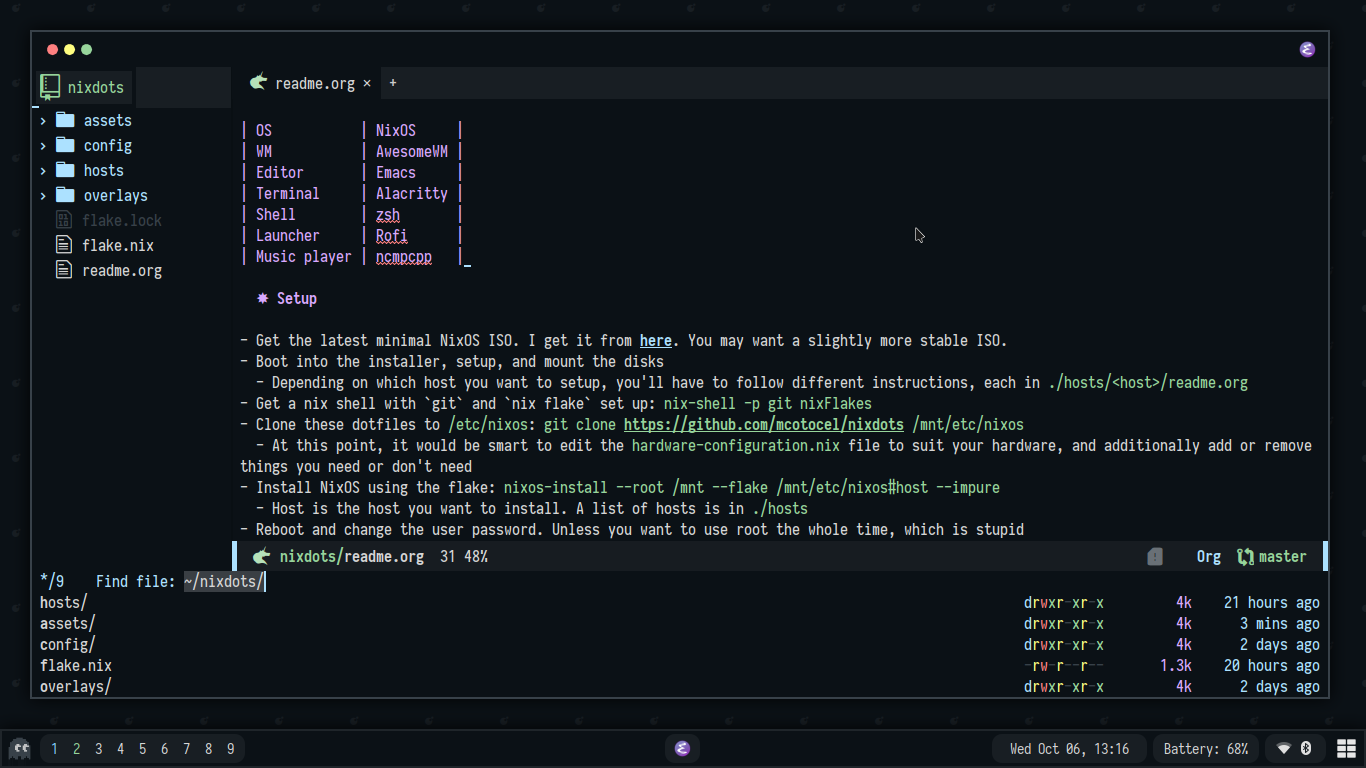 nixdots
readme.org × +
› assets
› config
› hosts
› overlays
flake.lock
flake.nix
readme.org
| OS | NixOS |
| WM | AwesomeWM |
| Editor | Emacs |
| Terminal | Alacritty |
| Shell | zsh |
| Launcher | Rofi |
| Music player | ncmpcpp |
✸ Setup
- Get the latest minimal NixOS ISO. I get it from here. You may want a slightly more stable ISO.
- Boot into the installer, setup, and mount the disks
- Depending on which host you want to setup, you'll have to follow different instructions, each in ./hosts/<host>/readme.org
- Get a nix shell with `git` and `nix flake` set up: nix-shell -p git nixFlakes
- Clone these dotfiles to /etc/nixos: git clone https://github.com/mcotocel/nixdots /mnt/etc/nixos
- At this point, it would be smart to edit the hardware-configuration.nix file to suit your hardware, and additionally add or remove
things you need or don't need
- Install NixOS using the flake: nixos-install --root /mnt --flake /mnt/etc/nixos#host --impure
- Host is the host you want to install. A list of hosts is in ./hosts
- Reboot and change the user password. Unless you want to use root the whole time, which is stupid
nixdots/readme.org 31 48% Org master
*/9 Find file: ~/nixdots/
hosts/ drwxr-xr-x 4k 21 hours ago
assets/ drwxr-xr-x 4k 3 mins ago
config/ drwxr-xr-x 4k 2 days ago
flake.nix -rw-r--r-- 1.3k 20 hours ago
overlays/ drwxr-xr-x 4k 2 days ago
1 2 3 4 5 6 7 8 9 Wed Oct 06, 13:16 Battery: 68%